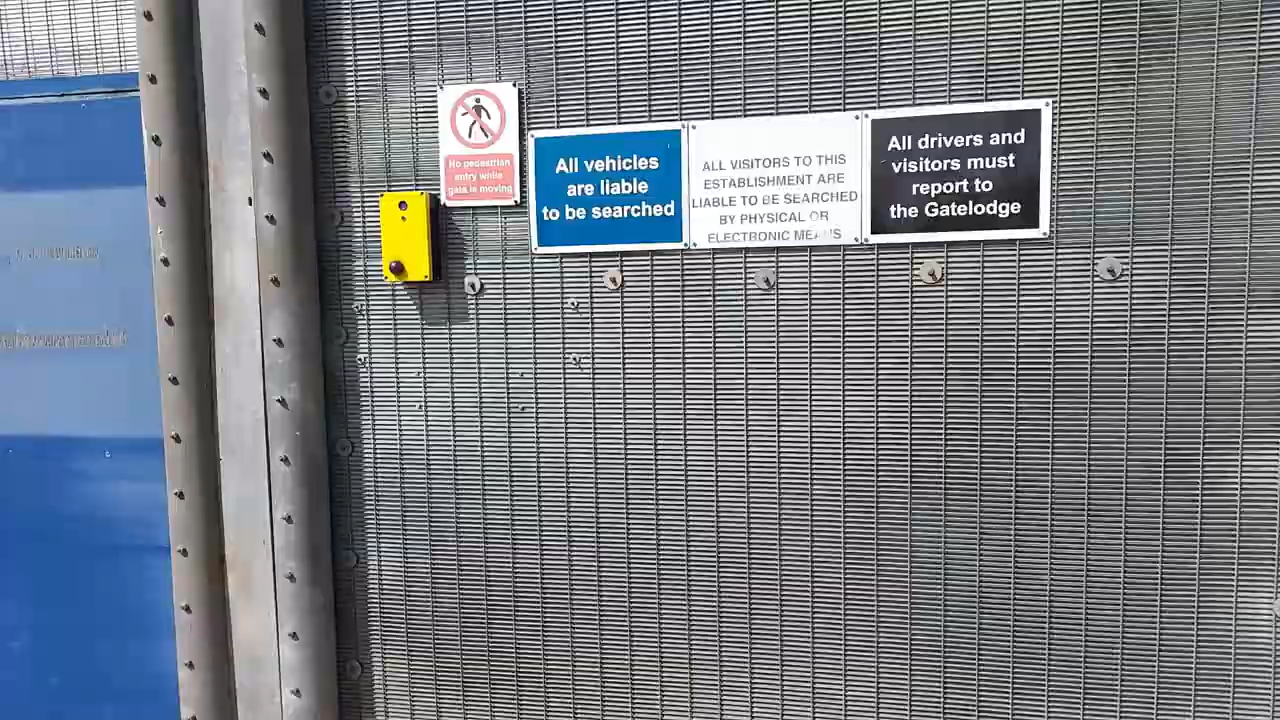 No pedestrian
entry while
gate is moving
All vehicles
are liable
to be searched
ALL VISITORS TO THIS
ESTABLISHMENT ARE
LIABLE TO BE SEARCHED
BY PHYSICAL OR
ELECTRONIC MEANS
All drivers and
visitors must
report to
the Gatelodge